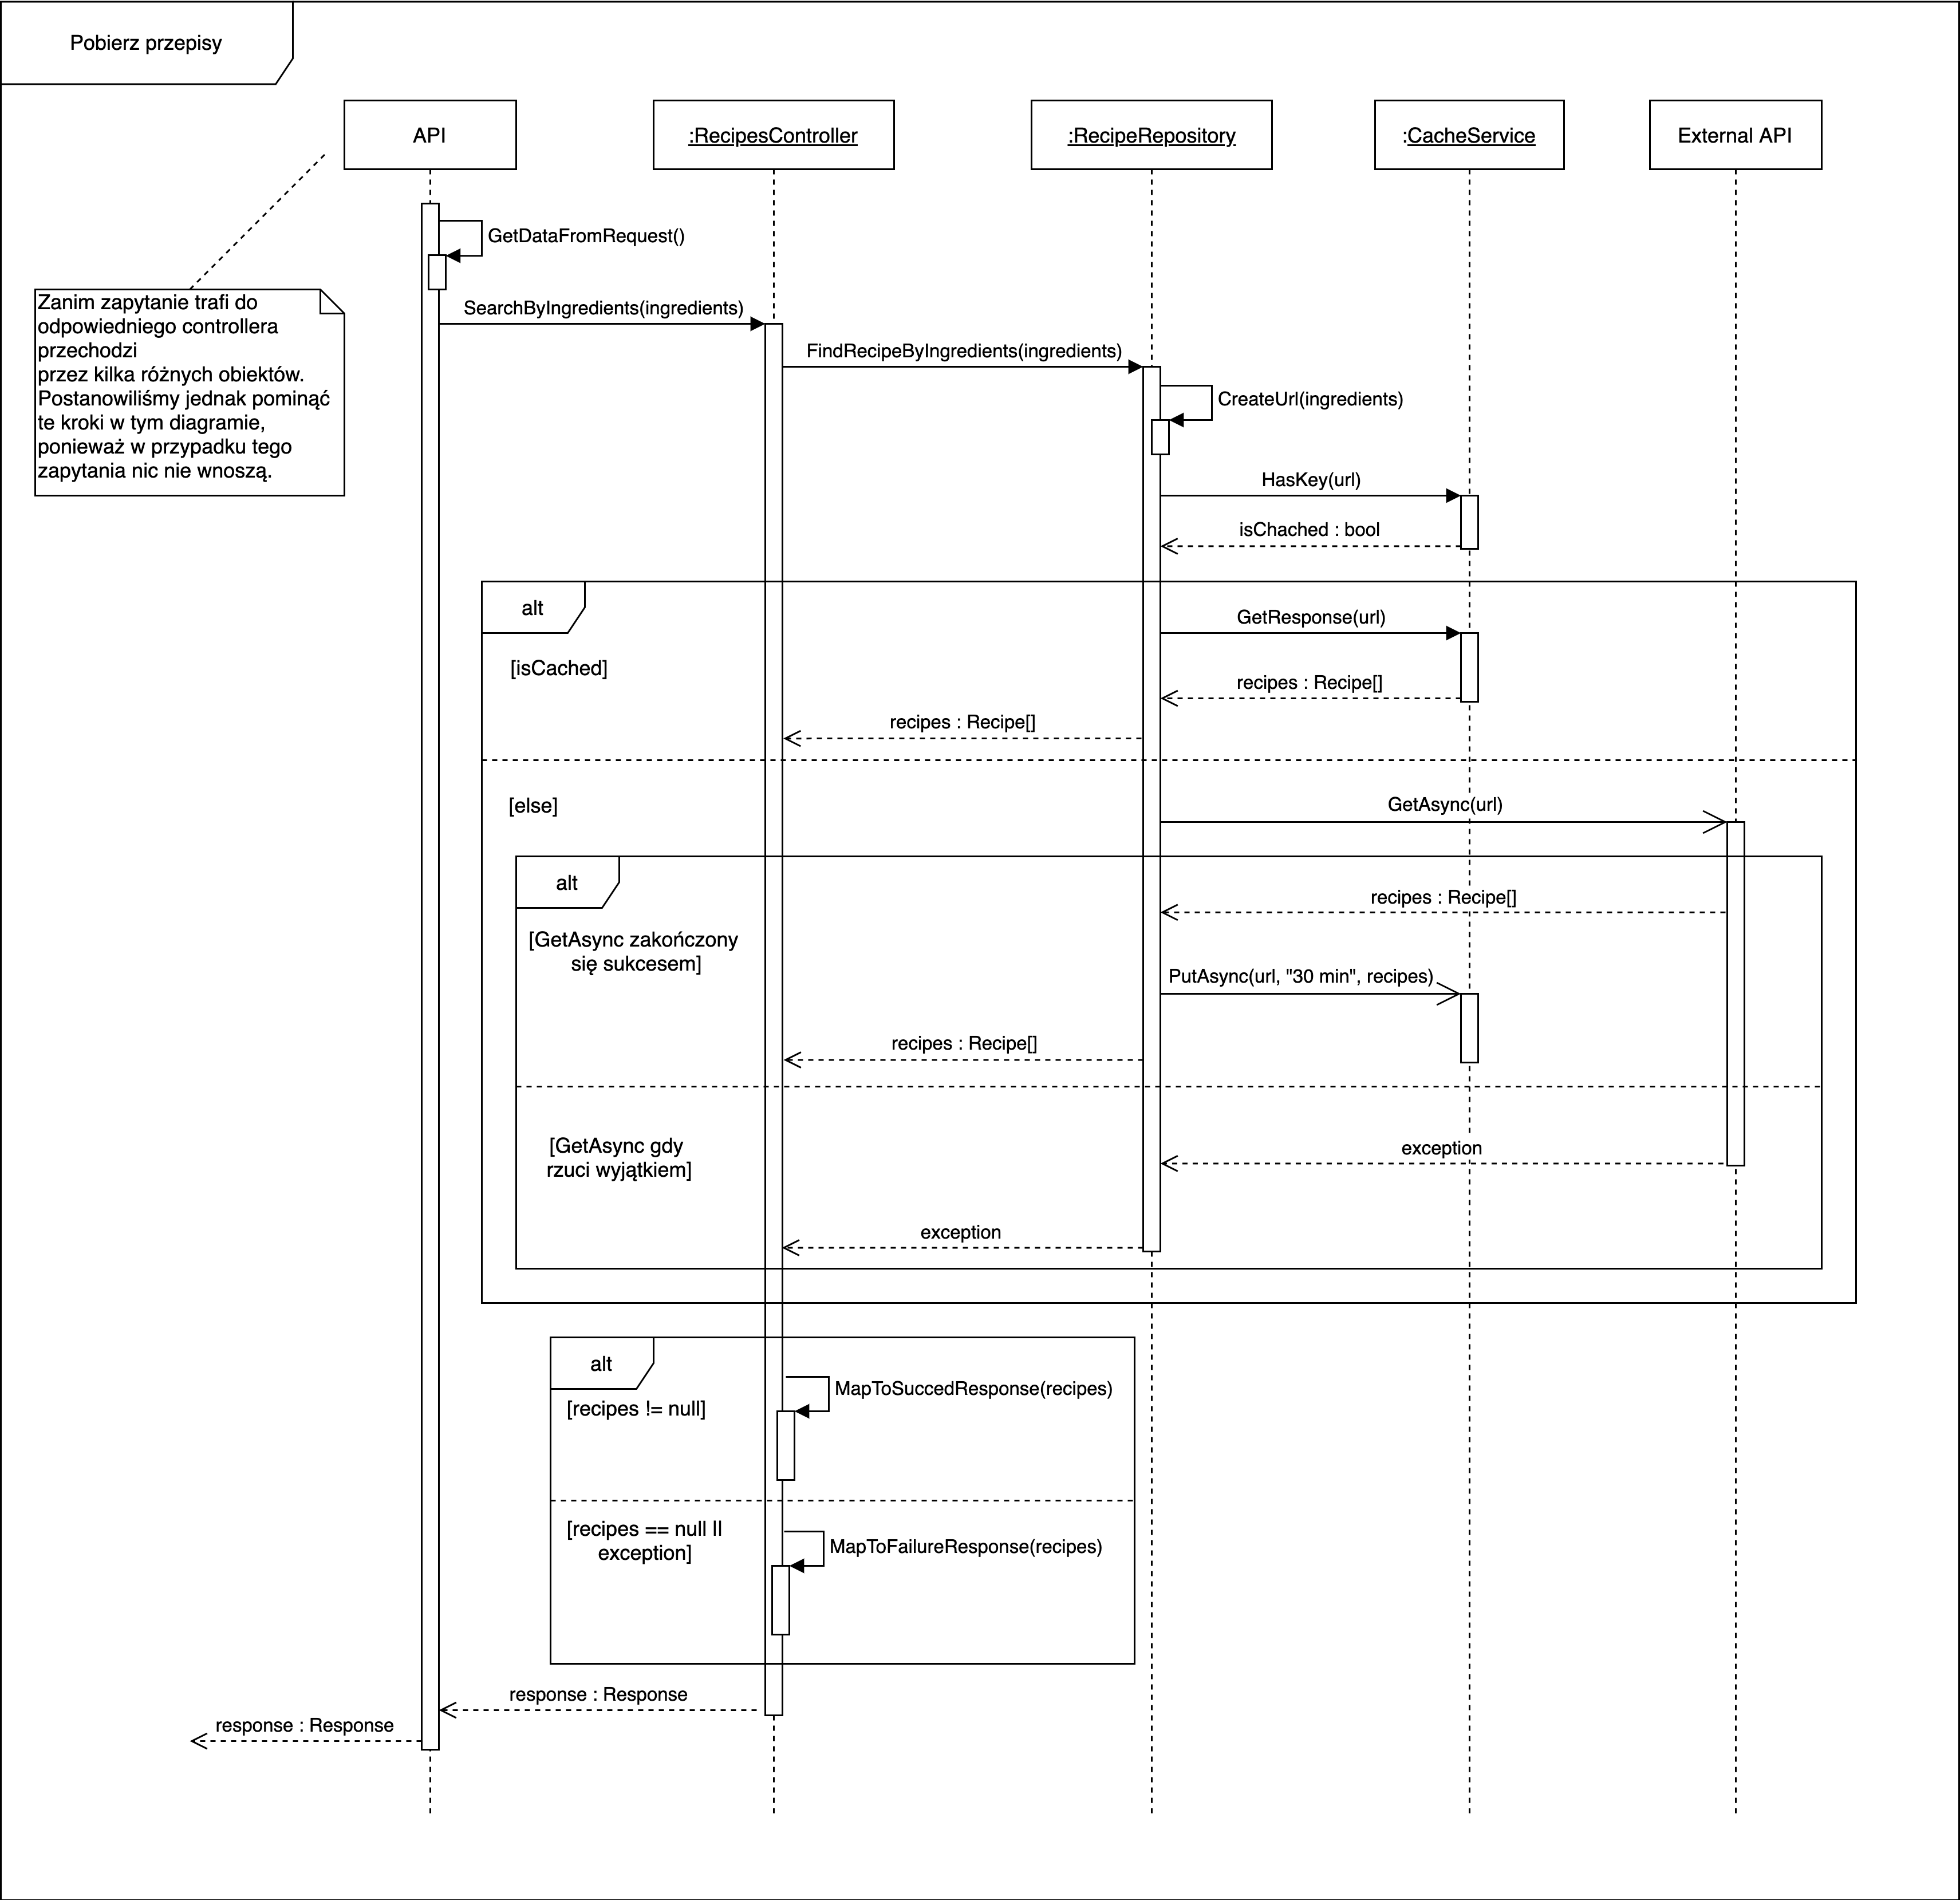 Pobierz przepisy
API
:RecipesController
:RecipeRepository
:CacheService
External API
GetDataFromRequest()
Zanim zapytanie trafi do
odpowiedniego controllera
przechodzi
przez kilka różnych obiektów.
Postanowiliśmy jednak pominąć
te kroki w tym diagramie,
ponieważ w przypadku tego
zapytania nic nie wnoszą.
SearchByIngredients(ingredients)
FindRecipeByIngredients(ingredients)
CreateUrl(ingredients)
HasKey(url)
isChached : bool
alt
GetResponse(url)
[isCached]
recipes : Recipe[]
recipes : Recipe[]
[else]
GetAsync(url)
alt
recipes : Recipe[]
[GetAsync zakończony
się sukcesem]
PutAsync(url, "30 min", recipes)
recipes : Recipe[]
[GetAsync gdy
rzuci wyjątkiem]
exception
exception
alt
MapToSuccedResponse(recipes)
[recipes != null]
[recipes == null ||
exception]
MapToFailureResponse(recipes)
response : Response
response : Response